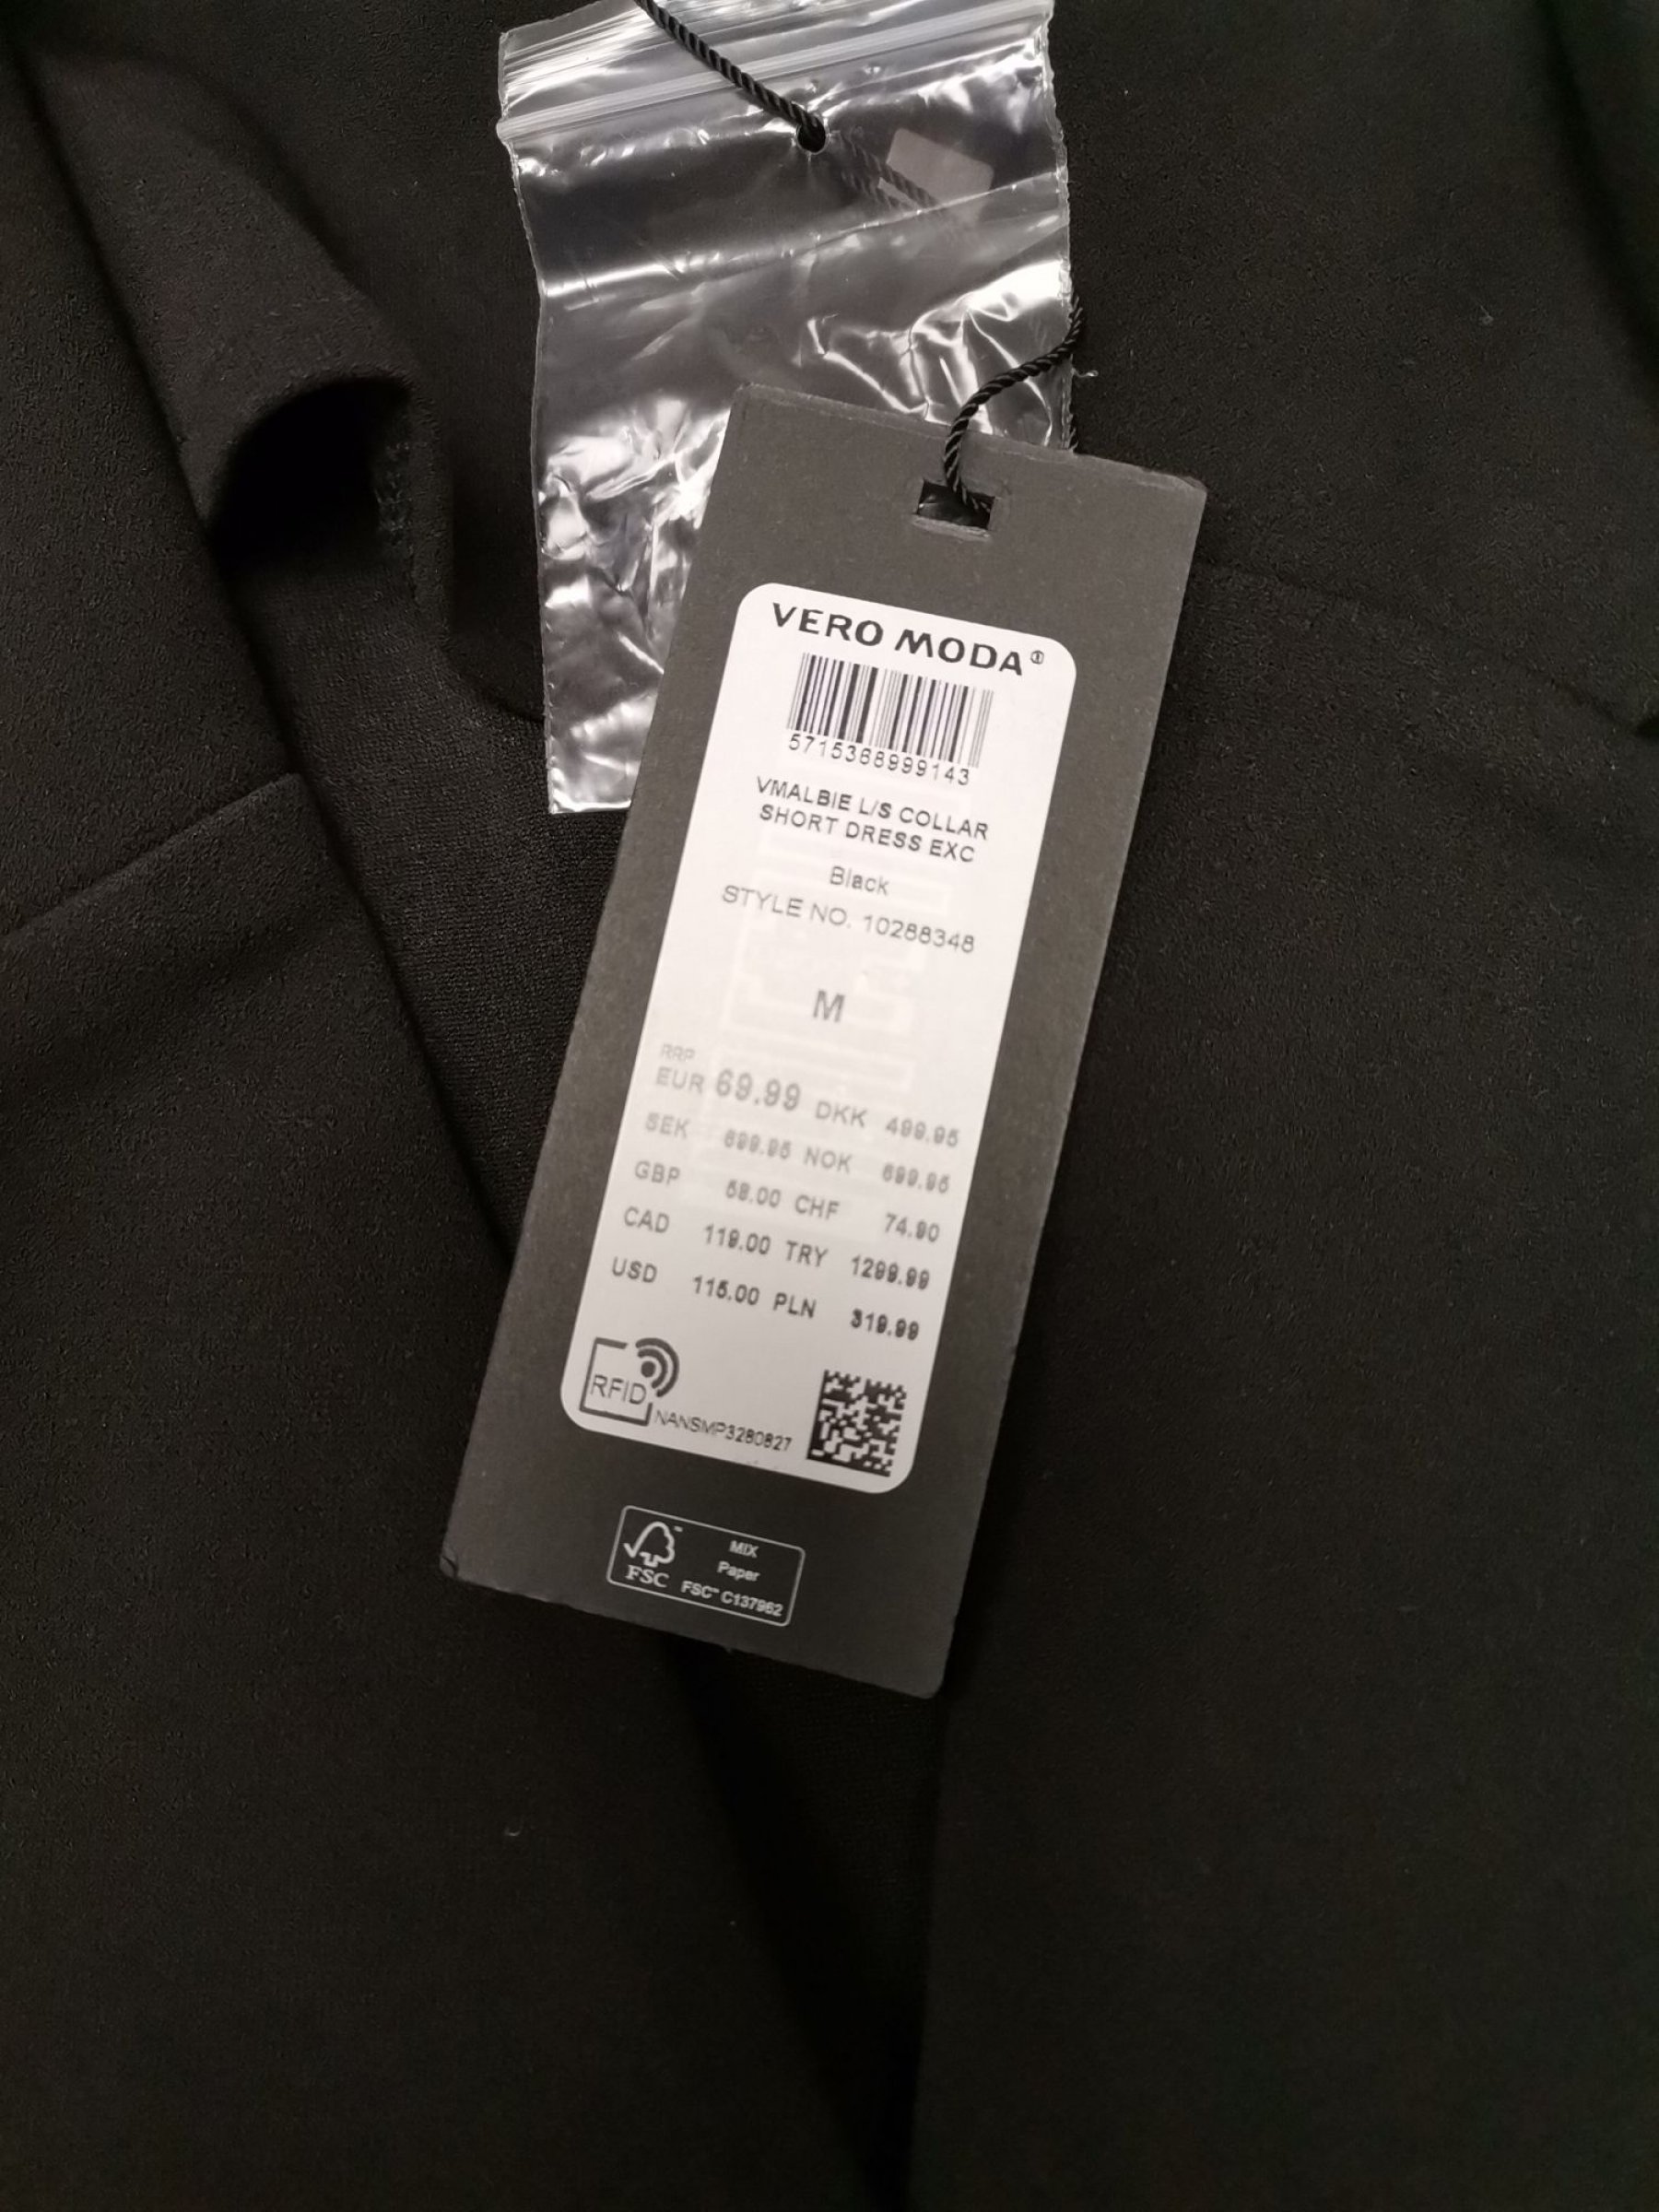 VERO MODA®
5715368999143
VMALBIE L/S COLLAR
SHORT DRESS EXC
Black
STYLE NO. 10288348
M
RRP
EUR 69.99 DKK 499.95
SEK 699.95 NOK 699.95
GBP 58.00 CHF 74.90
CAD 119.00 TRY 1299.99
USD 115.00 PLN 319.99
RFID
NANSMP3280827
MIX
Paper
FSC™ C137962
FSC